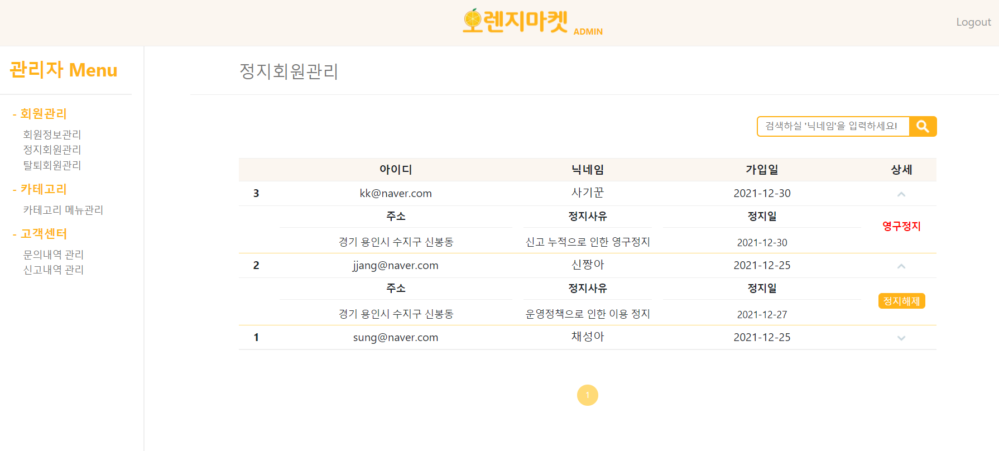 오렌지마켓 ADMIN
Logout
관리자 Menu
- 회원관리
회원정보관리
정지회원관리
탈퇴회원관리
- 카테고리
카테고리 메뉴관리
- 고객센터
문의내역 관리
신고내역 관리
정지회원관리
검색하실 '닉네임'을 입력하세요!
아이디 닉네임 가입일 상세
3 kk@naver.com 사기꾼 2021-12-30
주소 정지사유 정지일
영구정지
경기 용인시 수지구 신봉동 신고 누적으로 인한 영구정지 2021-12-30
2 jjang@naver.com 신짱아 2021-12-25
주소 정지사유 정지일
정지해제
경기 용인시 수지구 신봉동 운영정책으로 인한 이용 정지 2021-12-27
1 sung@naver.com 채성아 2021-12-25
1